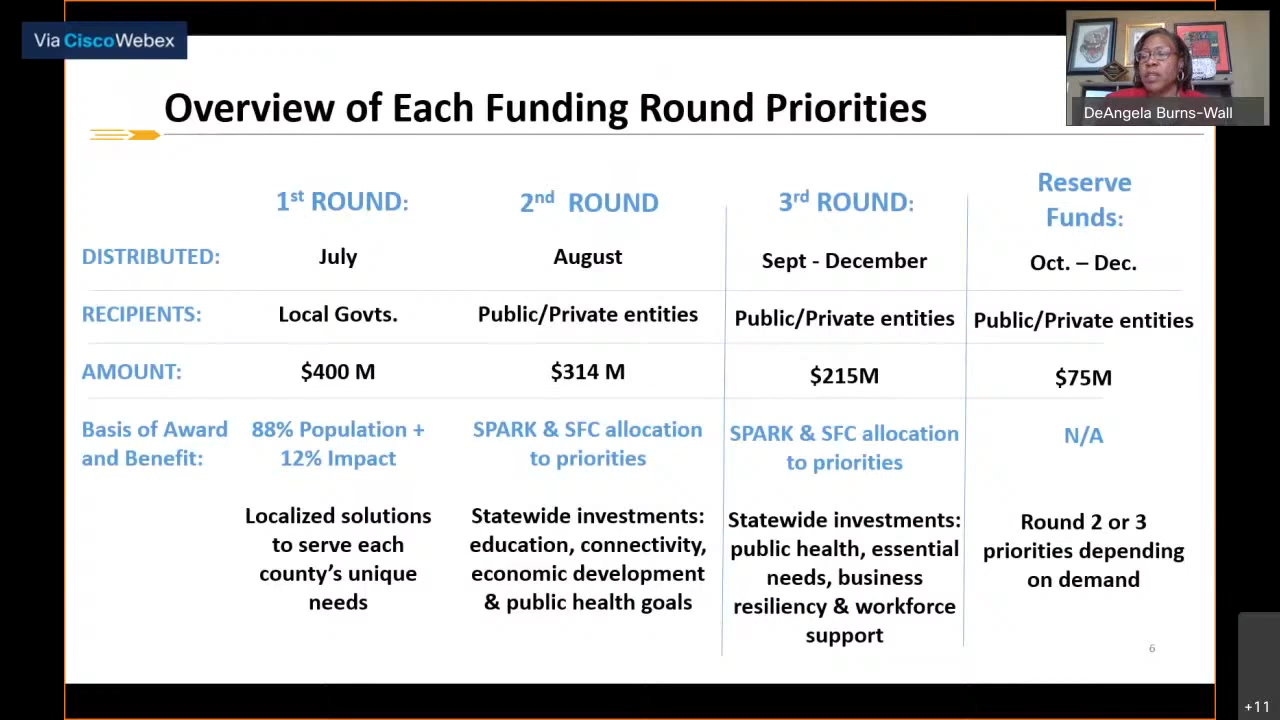 Via CiscoWebex
DeAngela Burns-Wall
Overview of Each Funding Round Priorities
1st ROUND:
2nd ROUND
3rd ROUND:
Reserve
Funds:
DISTRIBUTED:
July
August
Sept - December
Oct. – Dec.
RECIPIENTS:
Local Govts.
Public/Private entities
Public/Private entities
Public/Private entities
AMOUNT:
$400 M
$314 M
$215M
$75M
Basis of Award
and Benefit:
88% Population +
12% Impact
SPARK & SFC allocation
to priorities
SPARK & SFC allocation
to priorities
N/A
Localized solutions
to serve each
county’s unique
needs
Statewide investments:
education, connectivity,
economic development
& public health goals
Statewide investments:
public health, essential
needs, business
resiliency & workforce
support
Round 2 or 3
priorities depending
on demand
6
+11